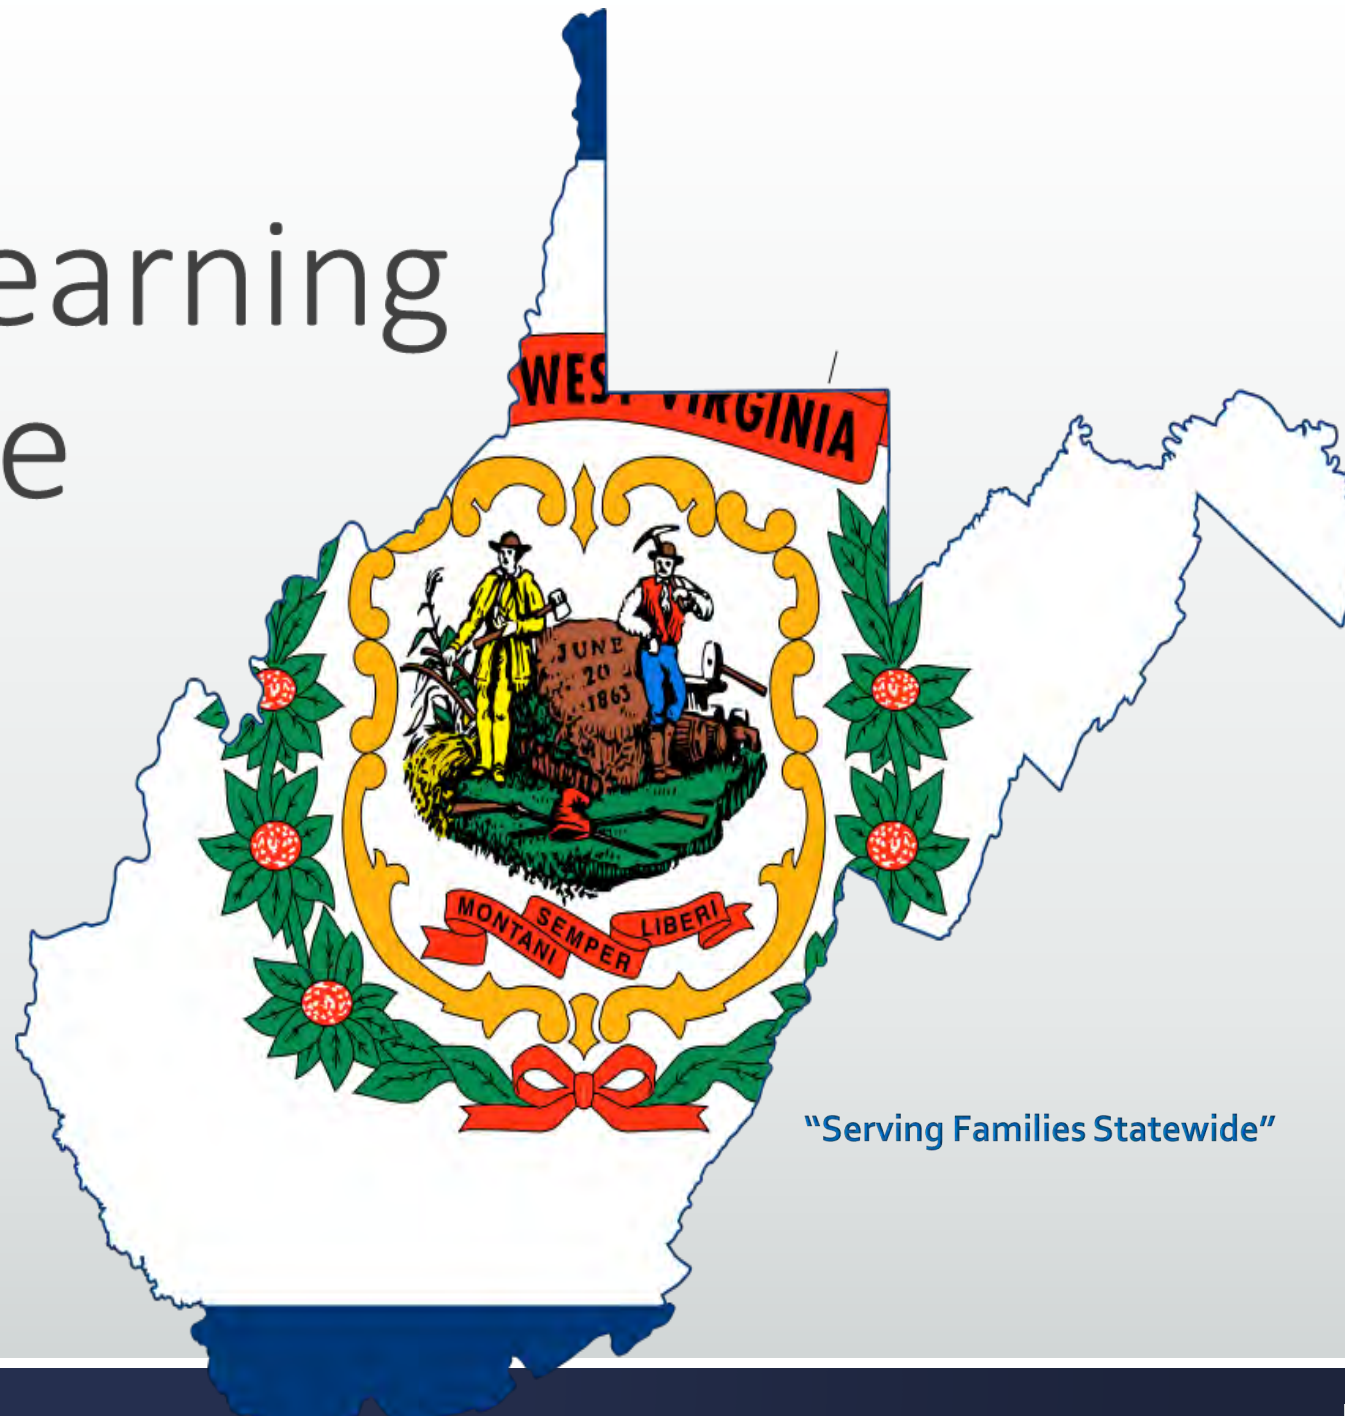 earning
e
WEST VIRGINIA
JUNE
20
1863
MONTANI SEMPER LIBERI
“Serving Families Statewide”